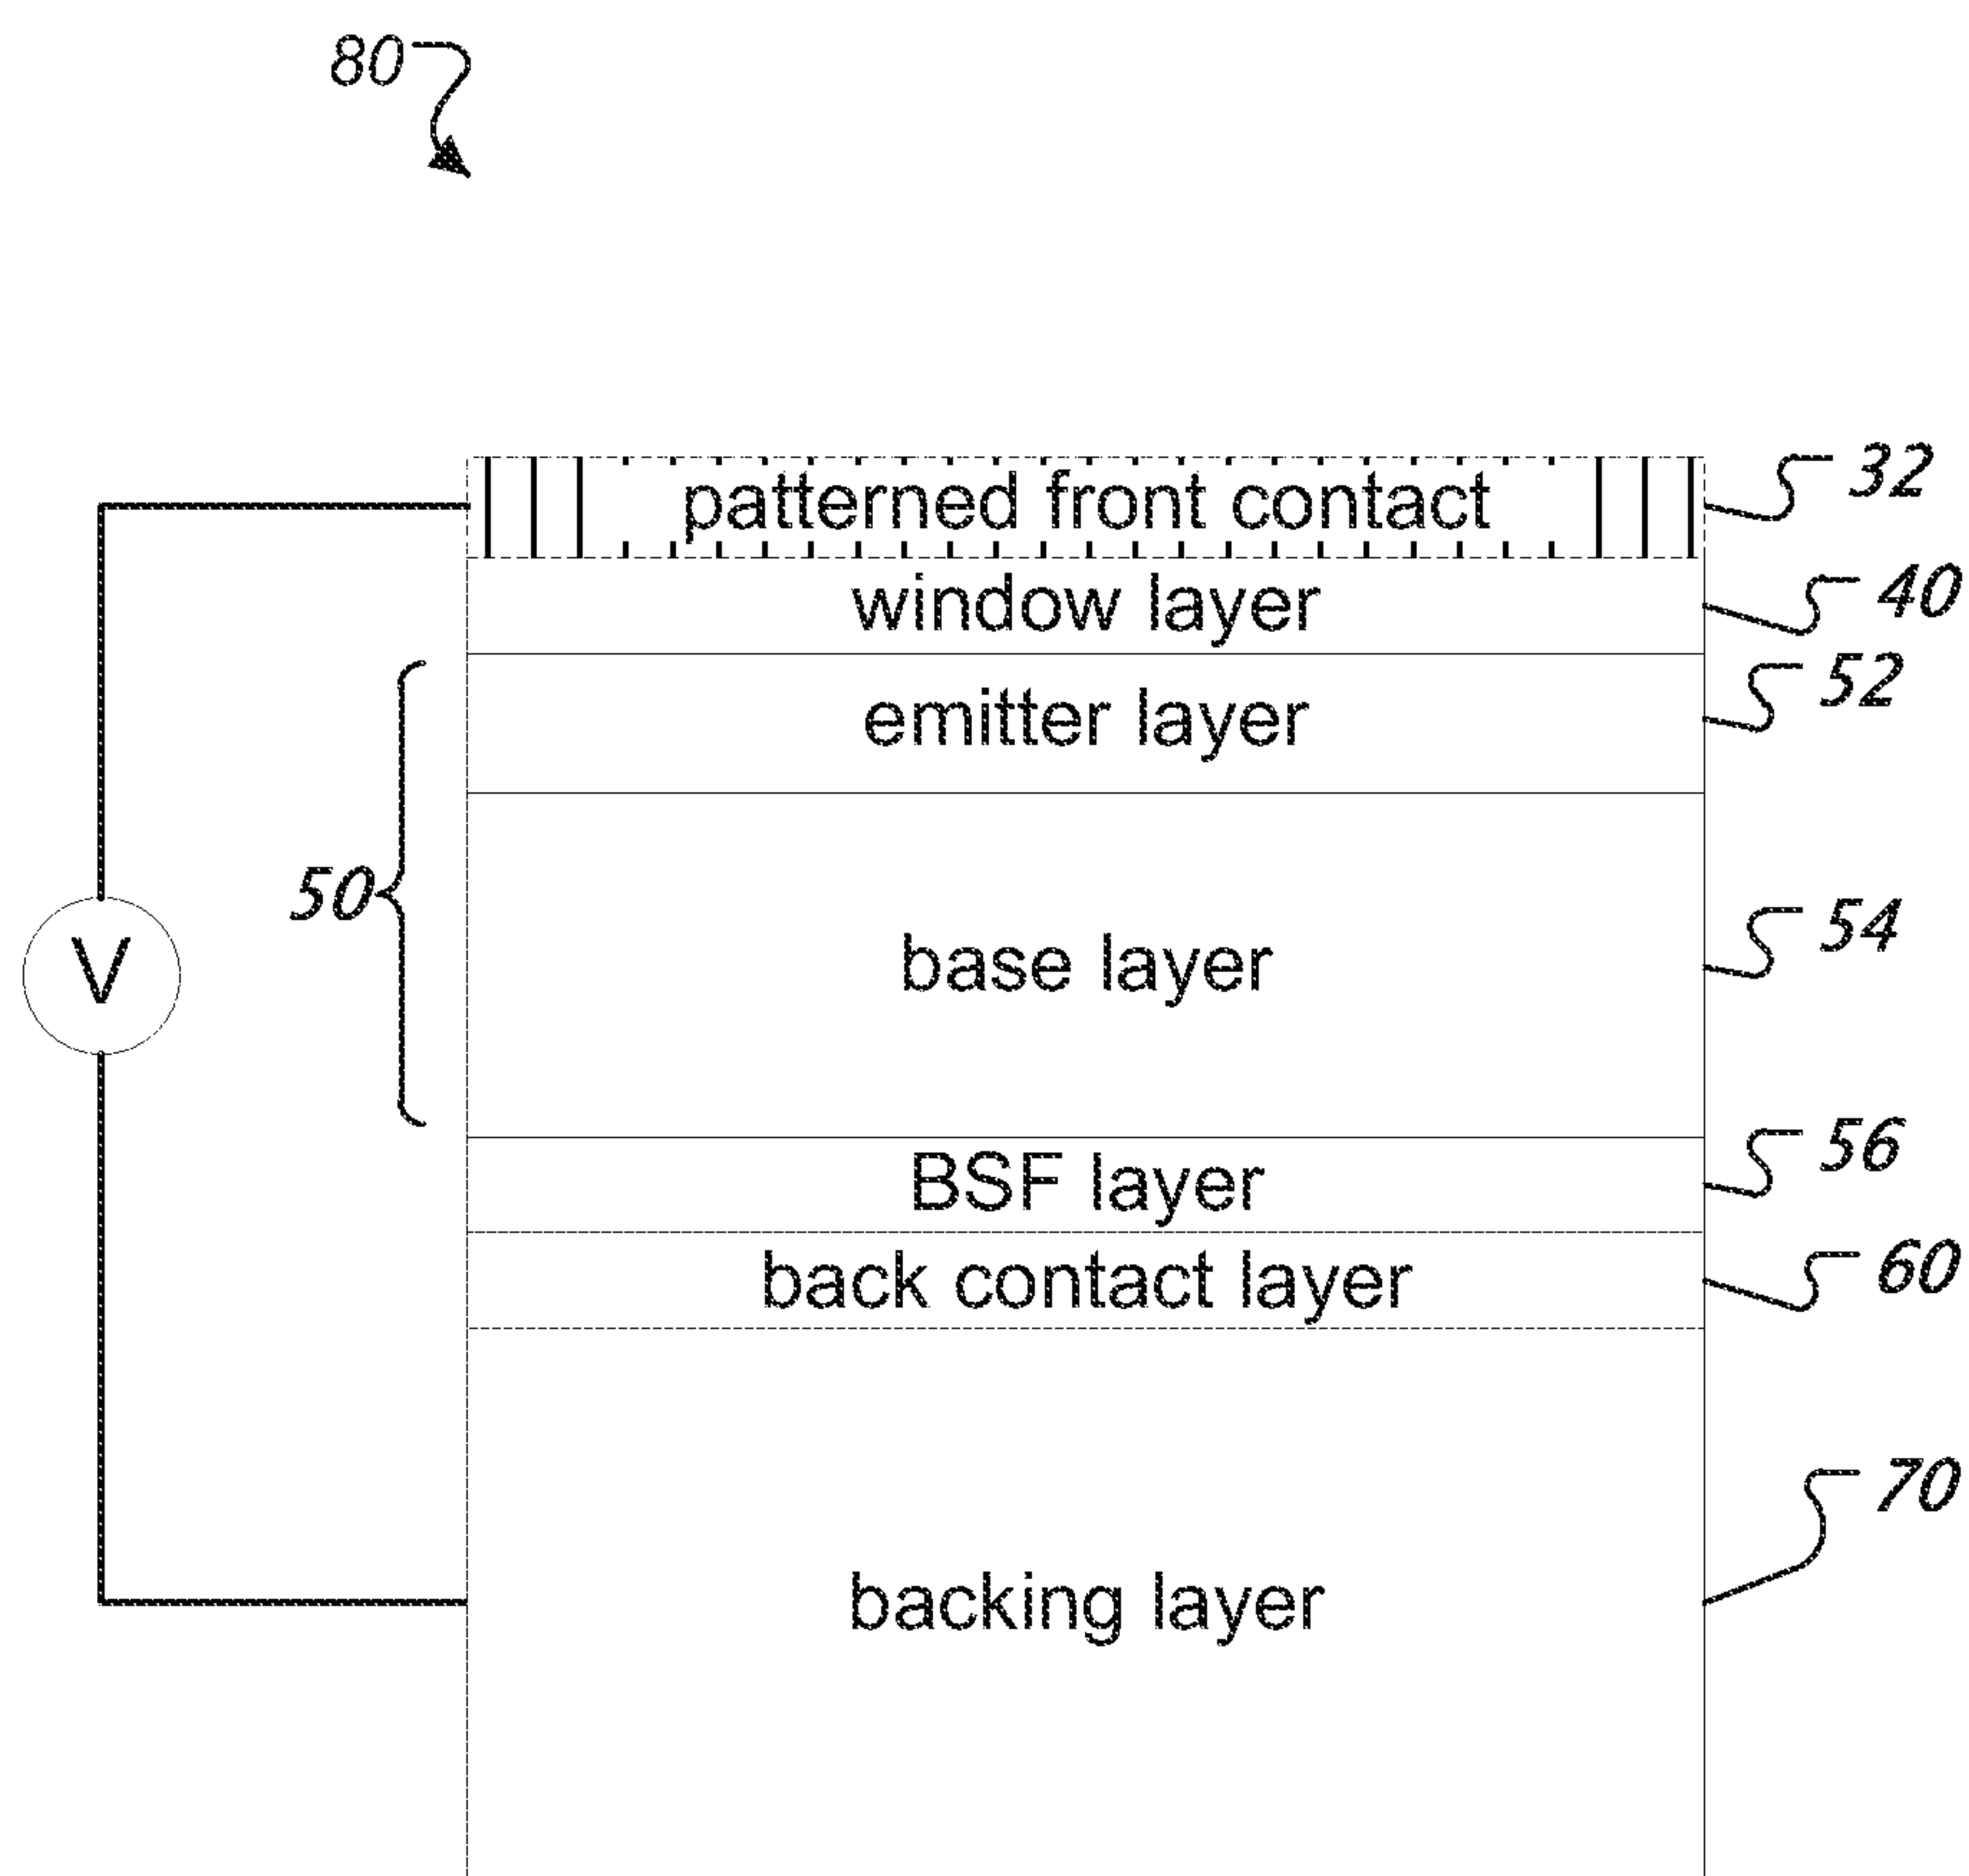 80
patterned front contact 32
window layer 40
emitter layer 52
50
base layer 54
V
BSF layer 56
back contact layer 60
70
backing layer